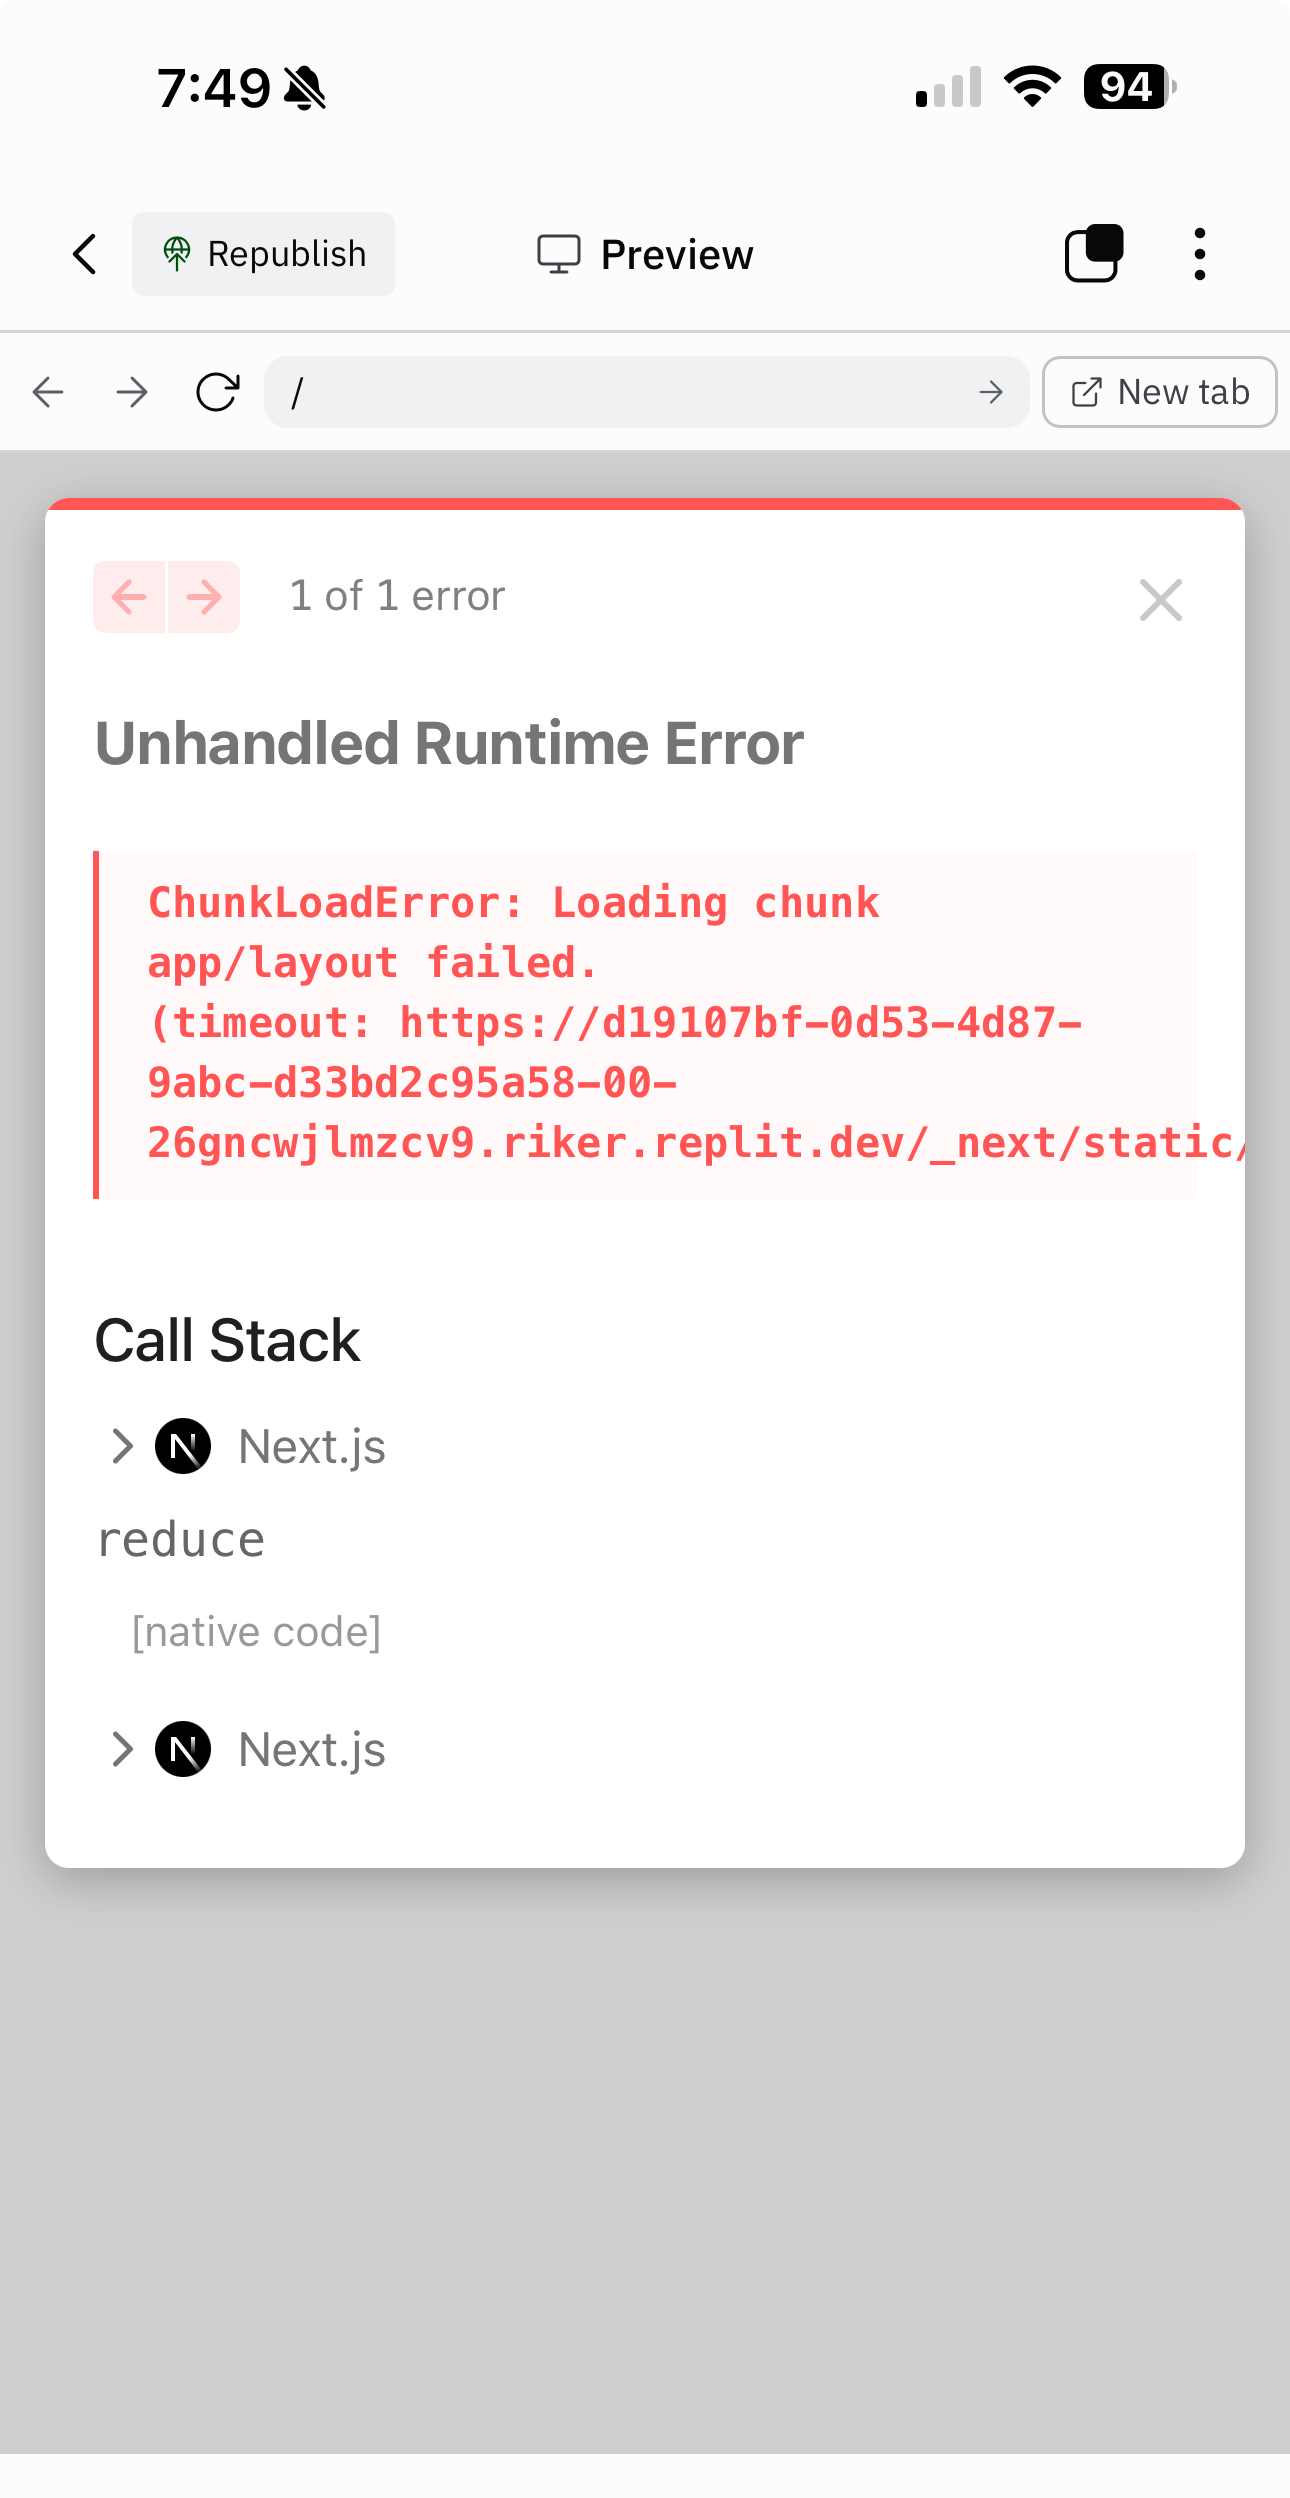 7:49
94
Republish
Preview
/
New tab
1 of 1 error
Unhandled Runtime Error
ChunkLoadError: Loading chunk
app/layout failed.
(timeout: https://d19107bf-0d53-4d87-
9abc-d33bd2c95a58-00-
26gncwjlmzcv9.riker.replit.dev/_next/static/
Call Stack
N Next.js
reduce
[native code]
N Next.js